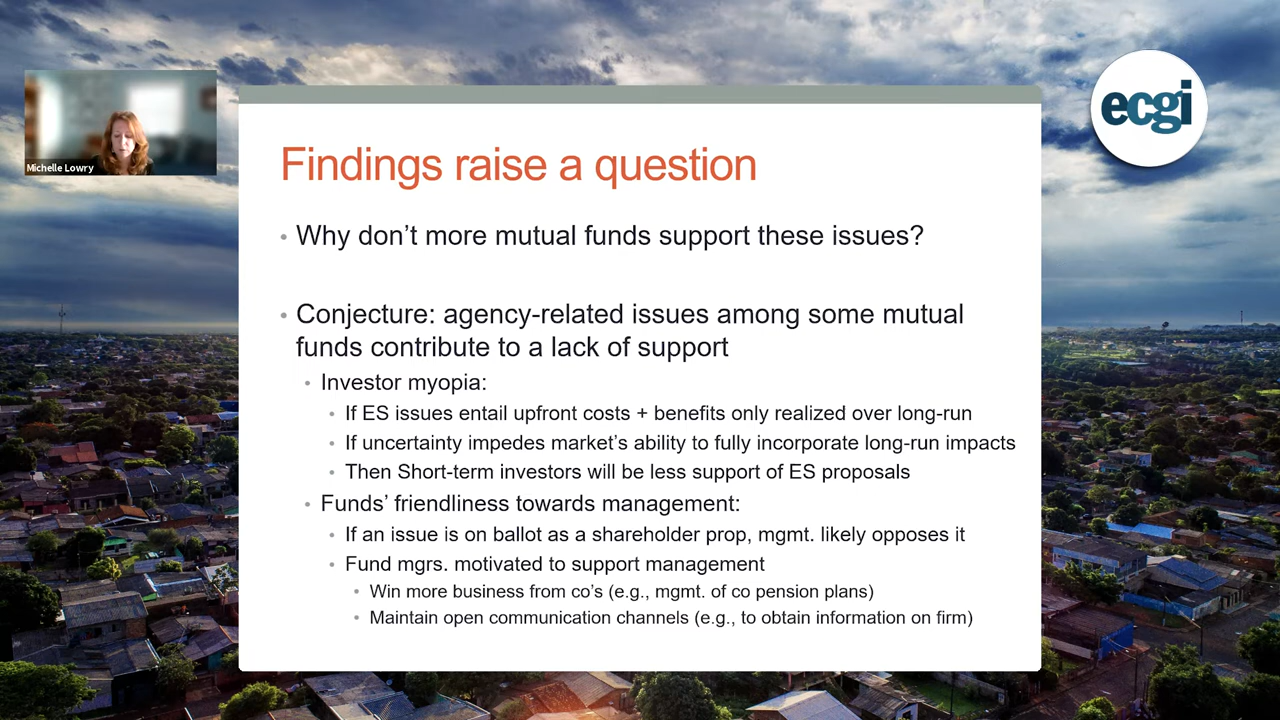 Michelle Lowry
ecgi
Findings raise a question
• Why don't more mutual funds support these issues?
• Conjecture: agency-related issues among some mutual
funds contribute to a lack of support
• Investor myopia:
• If ES issues entail upfront costs + benefits only realized over long-run
• If uncertainty impedes market's ability to fully incorporate long-run impacts
• Then Short-term investors will be less support of ES proposals
• Funds' friendliness towards management:
• If an issue is on ballot as a shareholder prop, mgmt. likely opposes it
• Fund mgrs. motivated to support management
• Win more business from co's (e.g., mgmt. of co pension plans)
• Maintain open communication channels (e.g., to obtain information on firm)